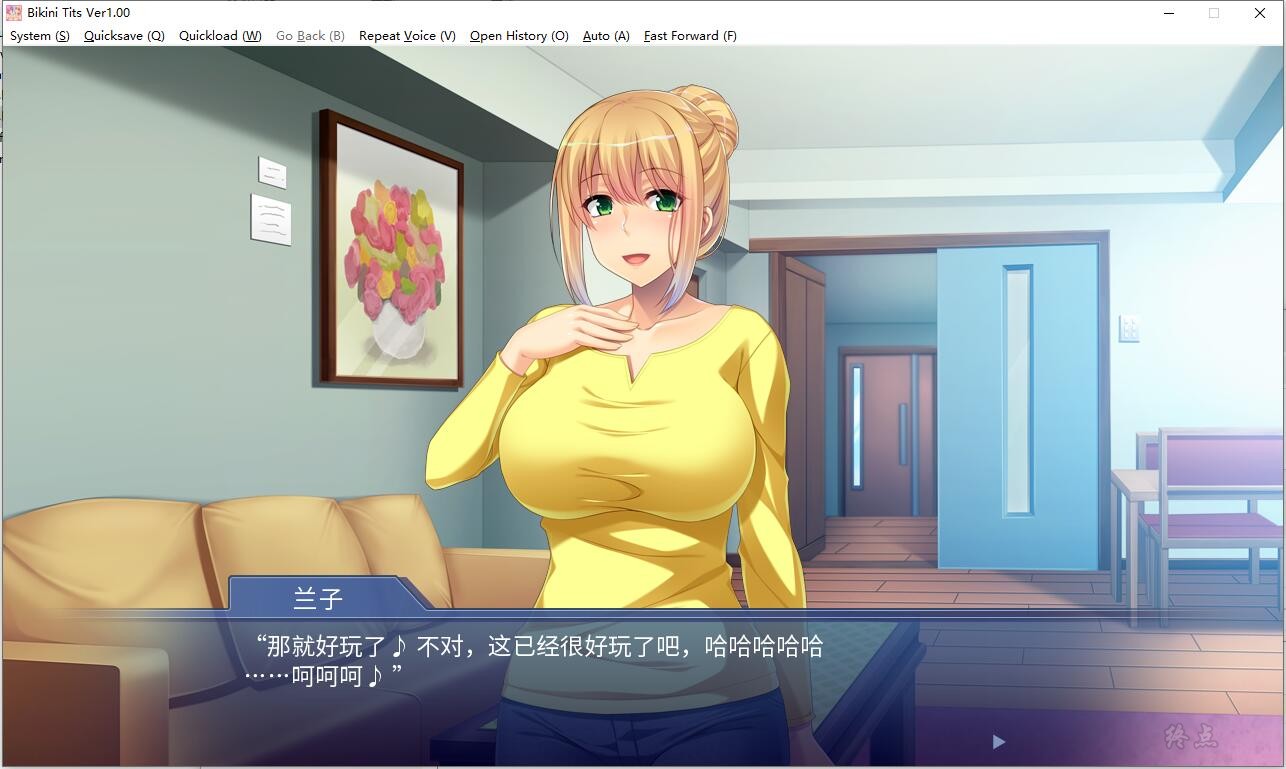 Bikini Tits Ver1.00
System (S) Quicksave (Q) Quickload (W) Go Back (B) Repeat Voice (V) Open History (O) Auto (A) Fast Forward (F)
兰子
“那就好玩了♪ 不对，这已经很好玩了吧，哈哈哈哈哈
……呵呵呵♪ ”
终点